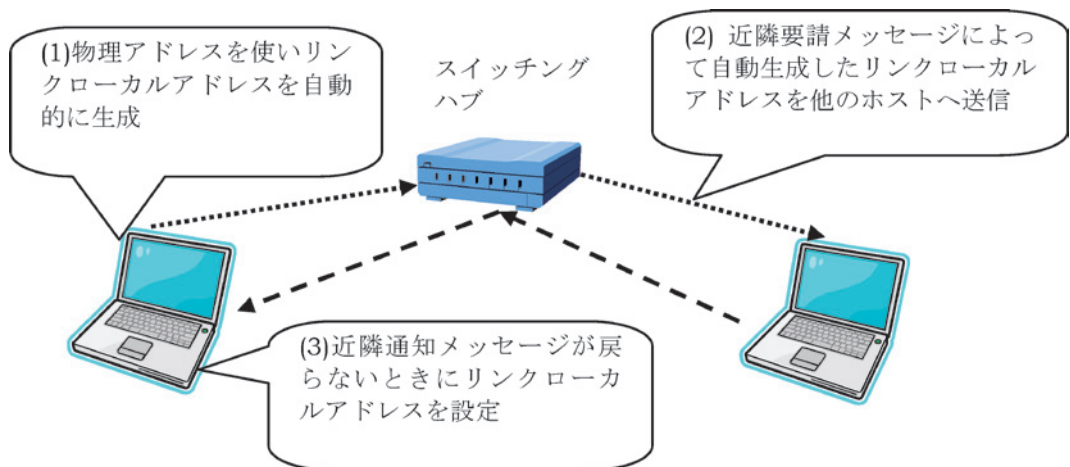 (1)物理アドレスを使いリン
クローカルアドレスを自動
的に生成
スイッチング
ハブ
(2) 近隣要請メッセージによっ
て自動生成したリンクローカル
アドレスを他のホストへ送信
(3)近隣通知メッセージが戻
らないときにリンクローカ
ルアドレスを設定